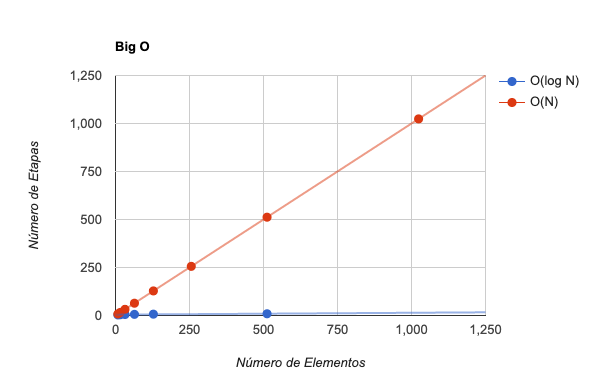 Big O
1,250
1,000
750
500
250
0
Número de Etapas
0
250
500
750
1,000
1,250
Número de Elementos
O(log N)
O(N)